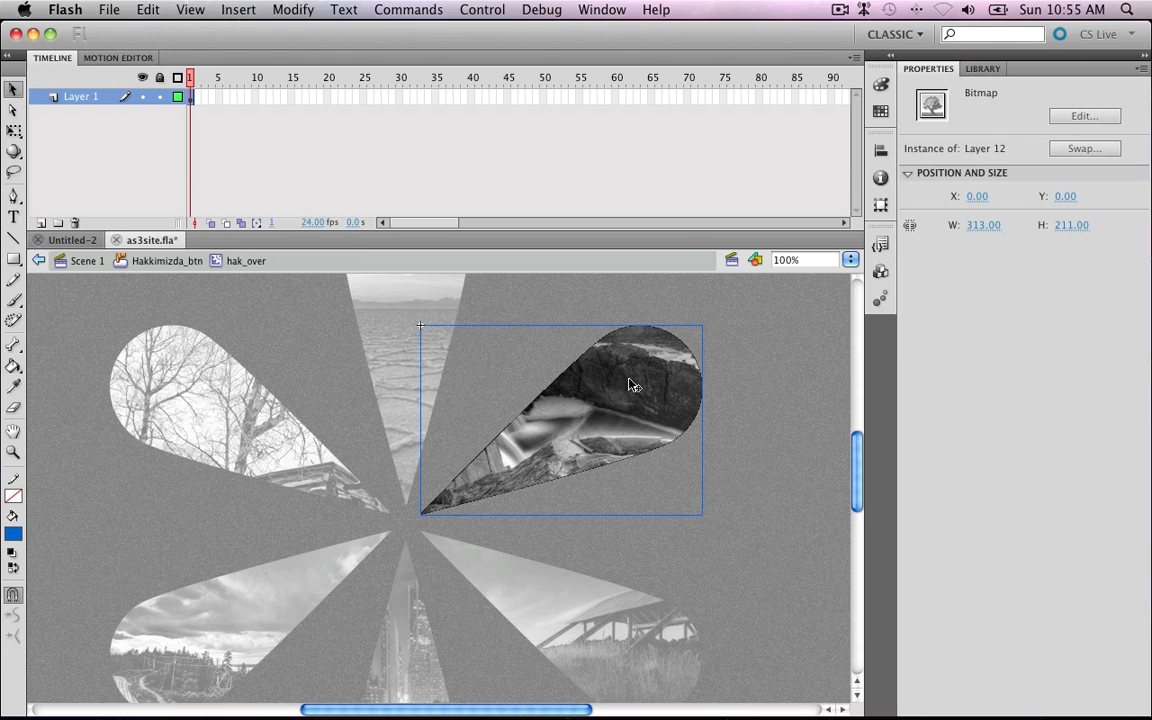 Flash File Edit View Insert Modify Text Commands Control Debug Window Help Sun 10:55 AM
Fl CLASSIC CS Live
TIMELINE MOTION EDITOR
1 5 10 15 20 25 30 35 40 45 50 55 60 65 70 75 80 85 90
Layer 1
1 24.00 fps 0.0 s
Untitled-2 as3site.fla*
Scene 1 Hakkimizda_btn hak_over 100%
T
PROPERTIES LIBRARY
Bitmap
Edit...
Instance of: Layer 12 Swap...
POSITION AND SIZE
X: 0.00 Y: 0.00
W: 313.00 H: 211.00